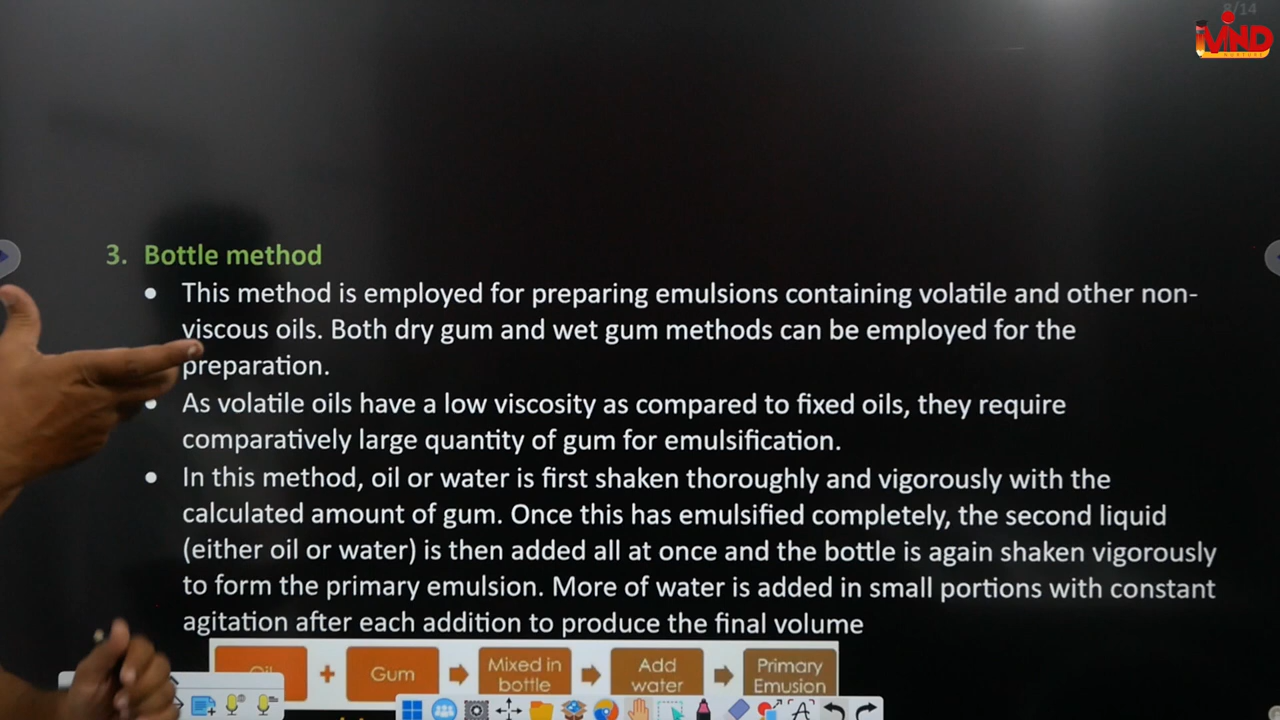 8/14
MIND
3. Bottle method
• This method is employed for preparing emulsions containing volatile and other non-
viscous oils. Both dry gum and wet gum methods can be employed for the
preparation.
• As volatile oils have a low viscosity as compared to fixed oils, they require
comparatively large quantity of gum for emulsification.
• In this method, oil or water is first shaken thoroughly and vigorously with the
calculated amount of gum. Once this has emulsified completely, the second liquid
(either oil or water) is then added all at once and the bottle is again shaken vigorously
to form the primary emulsion. More of water is added in small portions with constant
agitation after each addition to produce the final volume
Oil + Gum Mixed in bottle Add water Primary Emusion